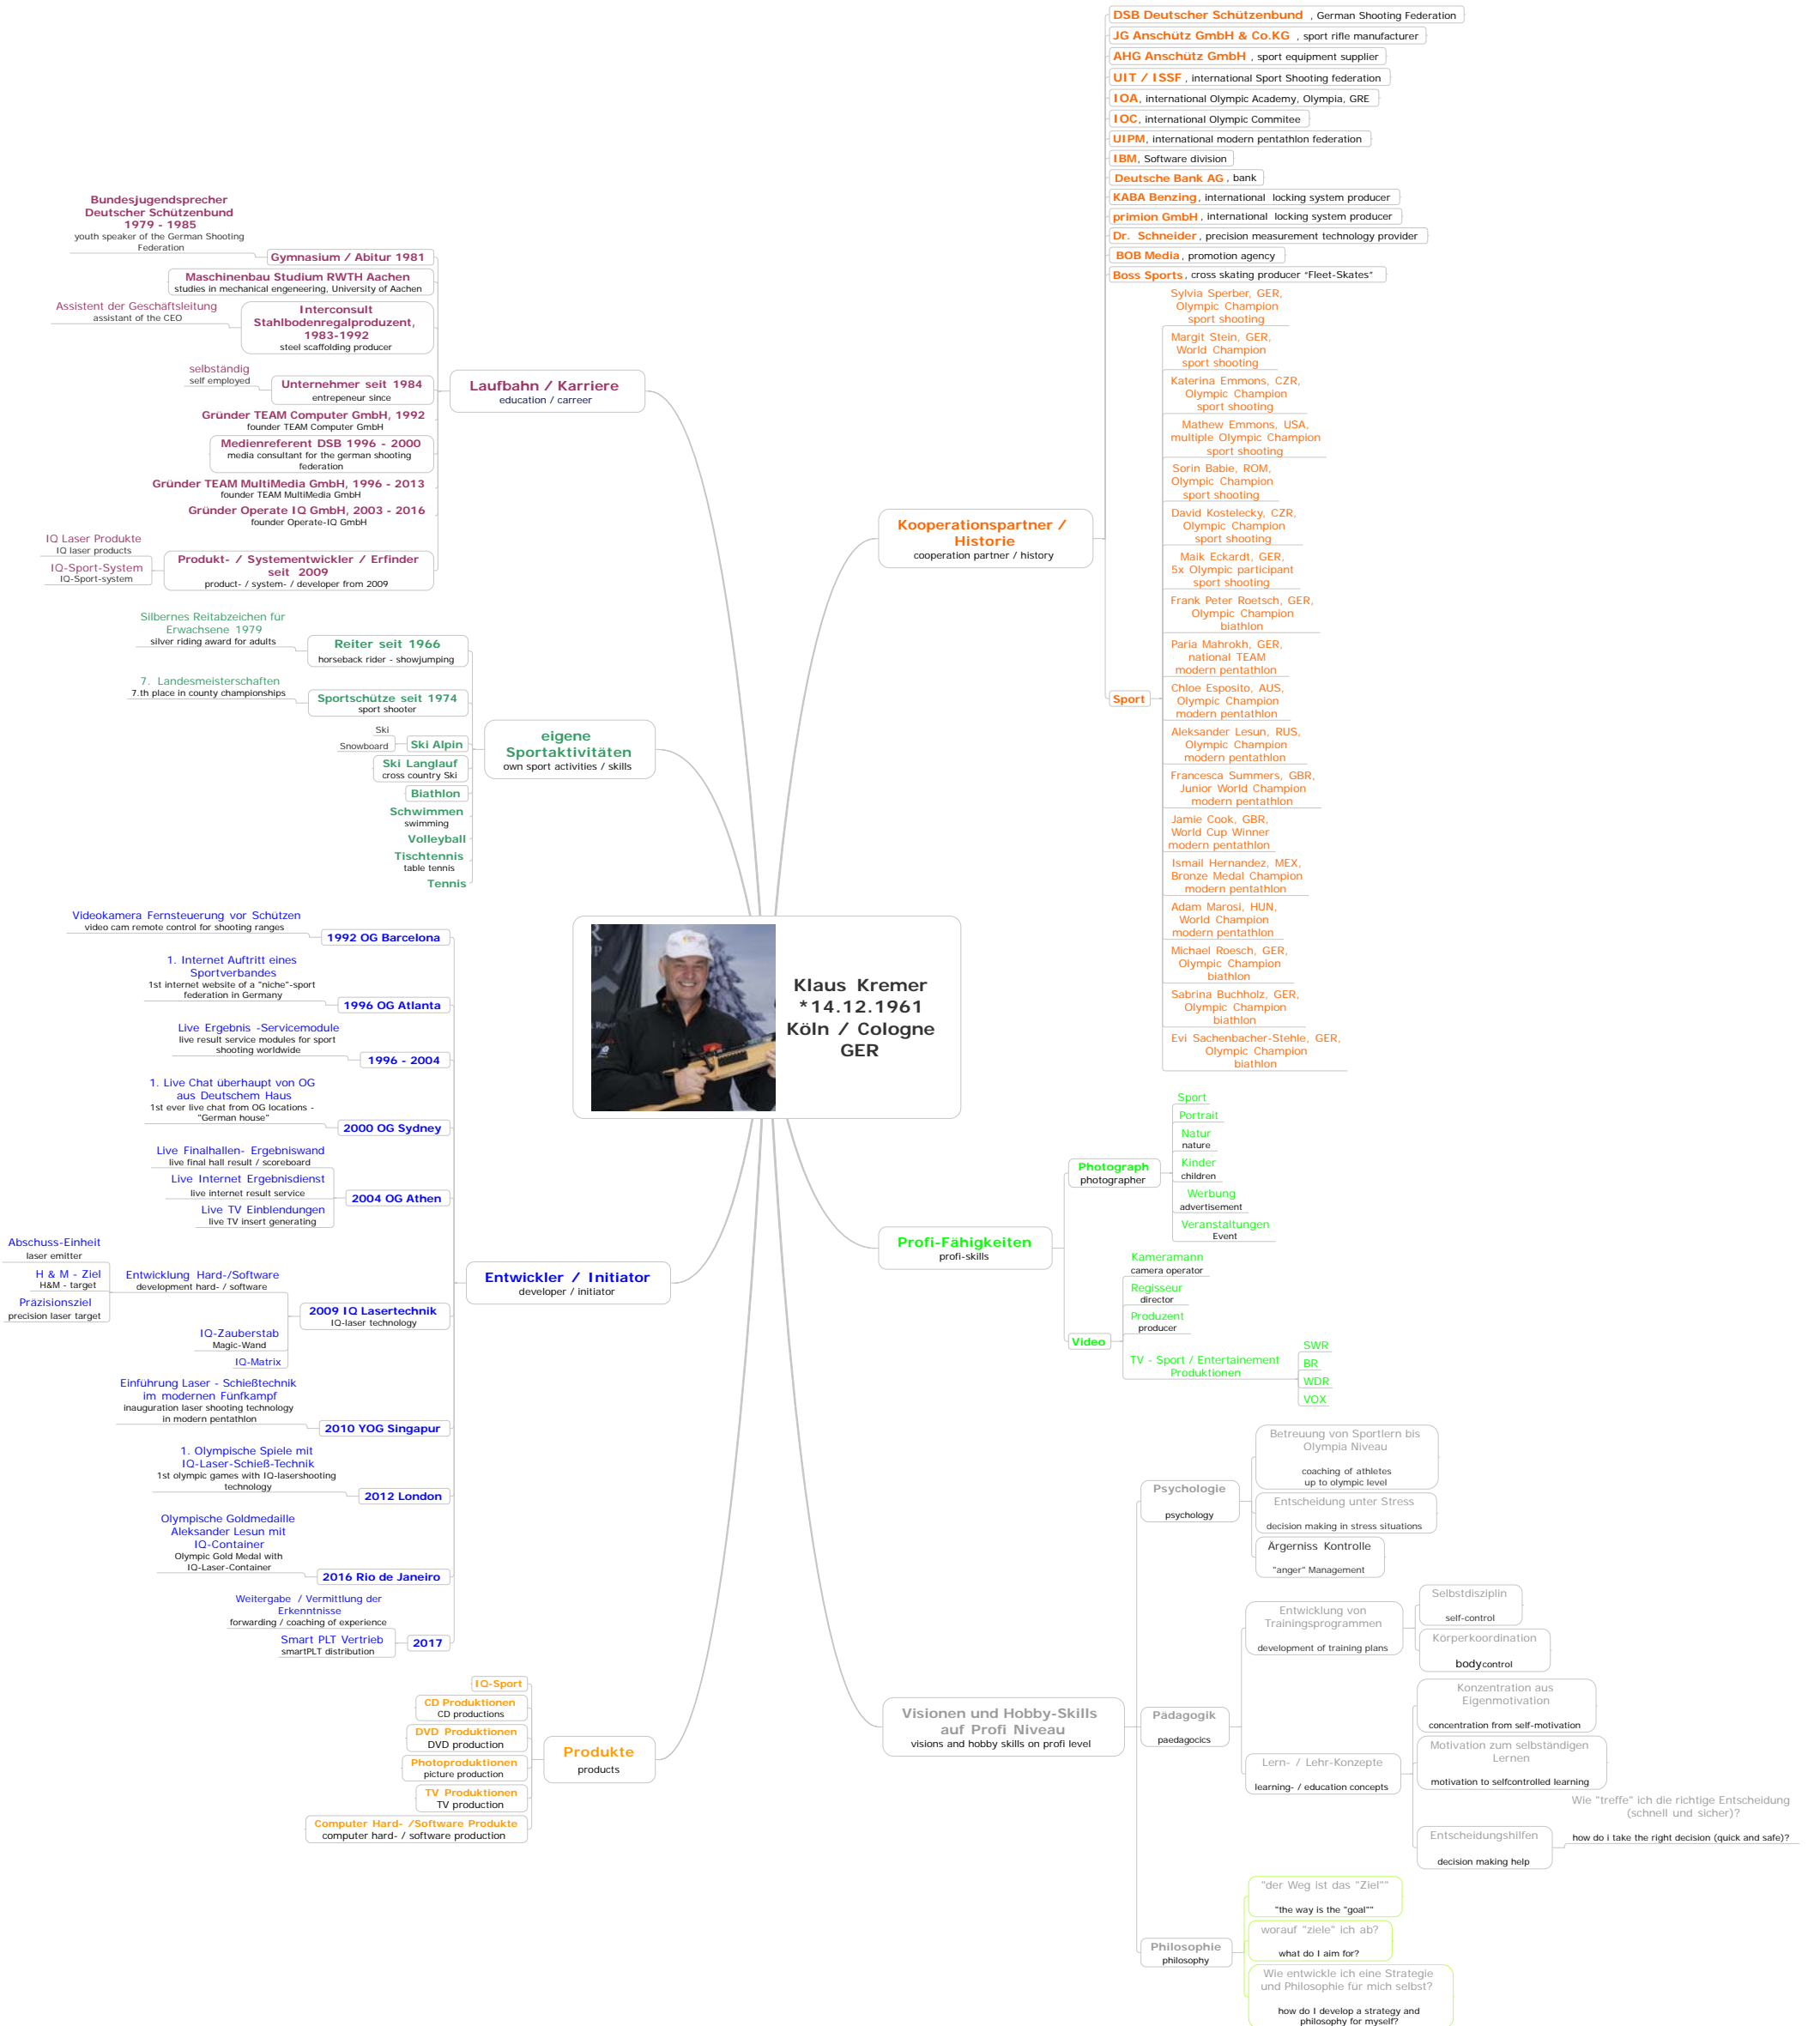 Klaus Kremer
*14.12.1961
Köln / Cologne
GER
DSB Deutscher Schützenbund , German Shooting Federation
JG Anschütz GmbH & Co.KG , sport rifle manufacturer
AHG Anschütz GmbH , sport equipment supplier
UIT / ISSF , international Sport Shooting federation
IOA, international Olympic Academy, Olympia, GRE
IOC, international Olympic Commitee
UIPM, international modern pentathlon federation
IBM, Software division
Deutsche Bank AG , bank
KABA Benzing, international locking system producer
primion GmbH , international locking system producer
Dr. Schneider , precision measurement technology provider
BOB Media , promotion agency
Boss Sports , cross skating producer "Fleet-Skates"
Kooperationspartner /
Historie
cooperation partner / history
Sport
Sylvia Sperber, GER,
Olympic Champion
sport shooting
Margit Stein, GER,
World Champion
sport shooting
Katerina Emmons, CZR,
Olympic Champion
sport shooting
Mathew Emmons, USA,
multiple Olympic Champion
sport shooting
Sorin Babie, ROM,
Olympic Champion
sport shooting
David Kostelecky, CZR,
Olympic Champion
sport shooting
Maik Eckardt, GER,
5x Olympic participant
sport shooting
Frank Peter Roetsch, GER,
Olympic Champion
biathlon
Paria Mahrokh, GER,
national TEAM
modern pentathlon
Chloe Esposito, AUS,
Olympic Champion
modern pentathlon
Aleksander Lesun, RUS,
Olympic Champion
modern pentathlon
Francesca Summers, GBR,
Junior World Champion
modern pentathlon
Jamie Cook, GBR,
World Cup Winner
modern pentathlon
Ismail Hernandez, MEX,
Bronze Medal Champion
modern pentathlon
Adam Marosi, HUN,
World Champion
modern pentathlon
Michael Roesch, GER,
Olympic Champion
biathlon
Sabrina Buchholz, GER,
Olympic Champion
biathlon
Evi Sachenbacher-Stehle, GER,
Olympic Champion
biathlon
Profi-Fähigkeiten
profi-skills
Photograph
photographer
Sport
Portrait
Natur
nature
Kinder
children
Werbung
advertisement
Veranstaltungen
Event
Video
Kameramann
camera operator
Regisseur
director
Produzent
producer
TV - Sport / Entertainement
Produktionen
SWR
BR
WDR
VOX
Visionen und Hobby-Skills
auf Profi Niveau
visions and hobby skills on profi level
Psychologie
psychology
Betreuung von Sportlern bis
Olympia Niveau
coaching of athletes
up to olympic level
Entscheidung unter Stress
decision making in stress situations
Ärgerniss Kontrolle
"anger" Management
Pädagogik
paedagocics
Entwicklung von
Trainingsprogrammen
development of training plans
Selbstdisziplin
self-control
Körperkoordination
bodycontrol
Lern- / Lehr-Konzepte
learning- / education concepts
Konzentration aus
Eigenmotivation
concentration from self-motivation
Motivation zum selbständigen
Lernen
motivation to selfcontrolled learning
Entscheidungshilfen
decision making help
Wie "treffe" ich die richtige Entscheidung
(schnell und sicher)?
how do i take the right decision (quick and safe)?
Philosophie
philosophy
"der Weg ist das "Ziel""
"the way is the "goal""
worauf "ziele" ich ab?
what do I aim for?
Wie entwickle ich eine Strategie
und Philosophie für mich selbst?
how do I develop a strategy and
philosophy for myself?
Laufbahn / Karriere
education / carreer
Bundesjugendsprecher
Deutscher Schützenbund
1979 - 1985
youth speaker of the German Shooting
Federation
Gymnasium / Abitur 1981
Maschinenbau Studium RWTH Aachen
studies in mechanical engeneering, University of Aachen
Assistent der Geschäftsleitung
assistant of the CEO
Interconsult
Stahlbodenregalproduzent,
1983-1992
steel scaffolding producer
selbständig
self employed
Unternehmer seit 1984
entrepeneur since
Gründer TEAM Computer GmbH, 1992
founder TEAM Computer GmbH
Medienreferent DSB 1996 - 2000
media consultant for the german shooting
federation
Gründer TEAM MultiMedia GmbH, 1996 - 2013
founder TEAM MultiMedia GmbH
Gründer Operate IQ GmbH, 2003 - 2016
founder Operate-IQ GmbH
IQ Laser Produkte
IQ laser products
IQ-Sport-System
IQ-Sport-system
Produkt- / Systementwickler / Erfinder
seit 2009
product- / system- / developer from 2009
eigene
Sportaktivitäten
own sport activities / skills
Silbernes Reitabzeichen für
Erwachsene 1979
silver riding award for adults
Reiter seit 1966
horseback rider - showjumping
7. Landesmeisterschaften
7.th place in county championships
Sportschütze seit 1974
sport shooter
Ski
Snowboard
Ski Alpin
Ski Langlauf
cross country Ski
Biathlon
Schwimmen
swimming
Volleyball
Tischtennis
table tennis
Tennis
Entwickler / Initiator
developer / initiator
Videokamera Fernsteuerung vor Schützen
video cam remote control for shooting ranges
1992 OG Barcelona
1. Internet Auftritt eines
Sportverbandes
1st internet website of a "niche"-sport
federation in Germany
1996 OG Atlanta
Live Ergebnis -Servicemodule
live result service modules for sport
shooting worldwide
1996 - 2004
1. Live Chat überhaupt von OG
aus Deutschem Haus
1st ever live chat from OG locations -
"German house"
2000 OG Sydney
Live Finalhallen- Ergebniswand
live final hall result / scoreboard
Live Internet Ergebnisdienst
live internet result service
Live TV Einblendungen
live TV insert generating
2004 OG Athen
Abschuss-Einheit
laser emitter
H & M - Ziel
H&M - target
Präzisionsziel
precision laser target
Entwicklung Hard-/Software
development hard- / software
IQ-Zauberstab
Magic-Wand
IQ-Matrix
2009 IQ Lasertechnik
IQ-laser technology
Einführung Laser - Schießtechnik
im modernen Fünfkampf
inauguration laser shooting technology
in modern pentathlon
2010 YOG Singapur
1. Olympische Spiele mit
IQ-Laser-Schieß-Technik
1st olympic games with IQ-lasershooting
technology
2012 London
Olympische Goldmedaille
Aleksander Lesun mit
IQ-Container
Olympic Gold Medal with
IQ-Laser-Container
2016 Rio de Janeiro
Weitergabe / Vermittlung der
Erkenntnisse
forwarding / coaching of experience
Smart PLT Vertrieb
smartPLT distribution
2017
Produkte
products
IQ-Sport
CD Produktionen
CD productions
DVD Produktionen
DVD production
Photoproduktionen
picture production
TV Produktionen
TV production
Computer Hard- /Software Produkte
computer hard- / software production